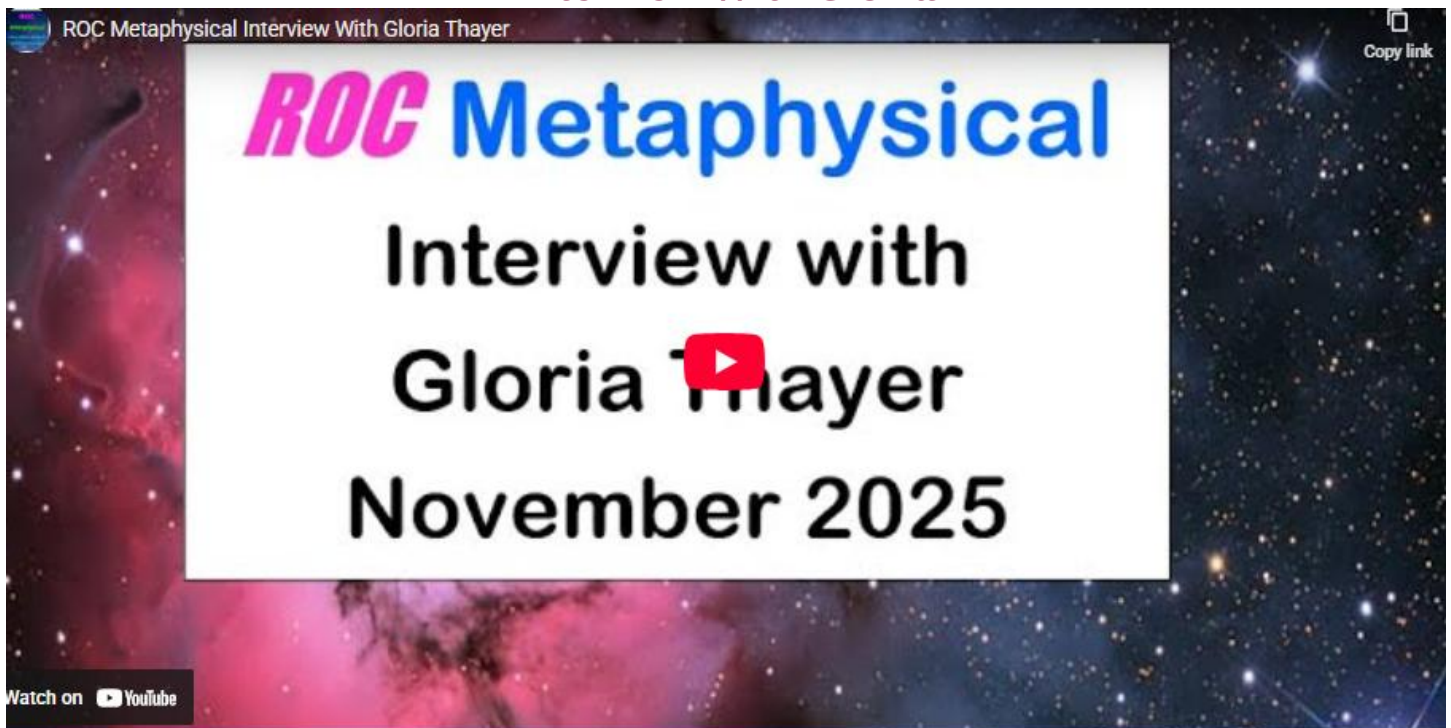 ROC Metaphysical Interview With Gloria Thayer
Copy link
ROC Metaphysical
Interview with
Gloria Thayer
November 2025
Watch on YouTube